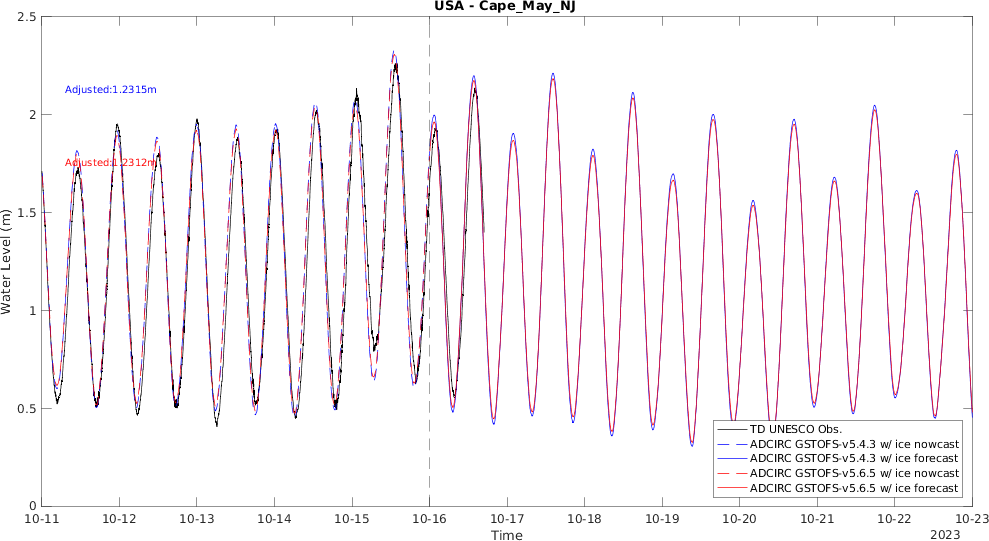 USA - Cape_May_NJ
2.5
2
1.5
1
0.5
0
Water Level (m)
Adjusted:1.2315m
Adjusted:1.2312m
TD UNESCO Obs.
ADCIRC GSTOFS-v5.4.3 w/ ice nowcast
ADCIRC GSTOFS-v5.4.3 w/ ice forecast
ADCIRC GSTOFS-v5.6.5 w/ ice nowcast
ADCIRC GSTOFS-v5.6.5 w/ ice forecast
10-11 10-12 10-13 10-14 10-15 10-16 10-17 10-18 10-19 10-20 10-21 10-22 10-23
Time
2023